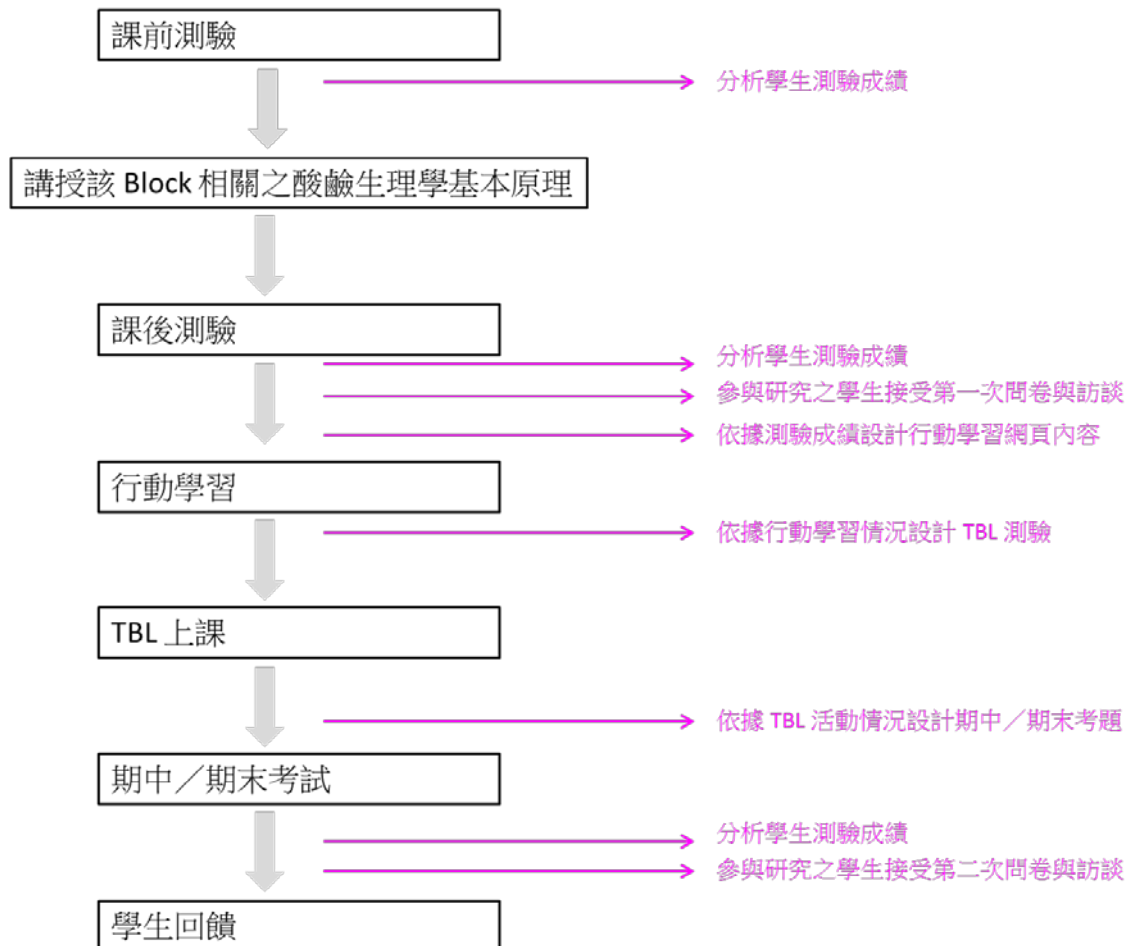 課前測驗
分析學生測驗成績
講授該 Block 相關之酸鹼生理學基本原理
課後測驗
分析學生測驗成績
參與研究之學生接受第一次問卷與訪談
依據測驗成績設計行動學習網頁內容
行動學習
依據行動學習情況設計 TBL 測驗
TBL 上課
依據 TBL 活動情況設計期中／期末考題
期中／期末考試
分析學生測驗成績
參與研究之學生接受第二次問卷與訪談
學生回饋